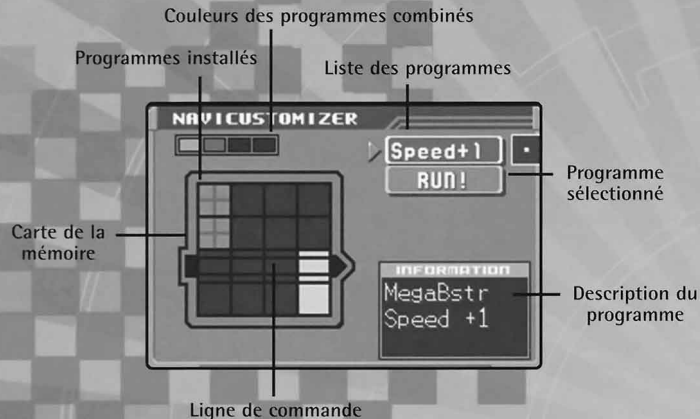 Couleurs des programmes combinés
Programmes installés
Liste des programmes
NAVICUSTOMIZER
Speed+1
RUN!
Programme
sélectionné
Carte de la
mémoire
INFORMATION
MegaBstr
Speed +1
Description du
programme
Ligne de commande